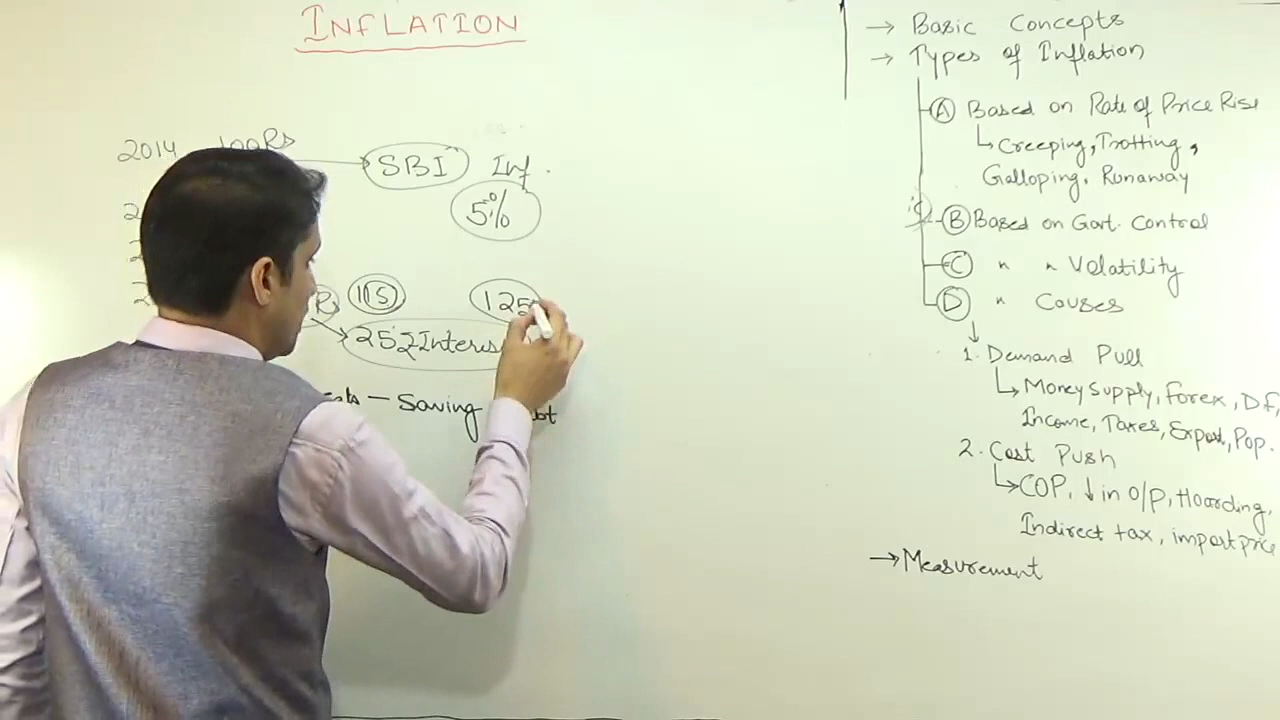 INFLATION
2014 100Rs → SBI Inf.
5%
115 125
→ 25 Interes
- Saving
→ Basic Concepts
→ Types of Inflation
A Based on Rate of Price Rise
Creeping, Trotting,
Galloping, Runaway
B Based on Govt. Control
C " " Volatility
D " Causes
1. Demand Pull
Money Supply, Forex, D.F,
Income, Taxes, Export, Pop.
2. Cost Push
COP, ↓ in O/P, Hoarding,
Indirect tax, import price
→ Measurement